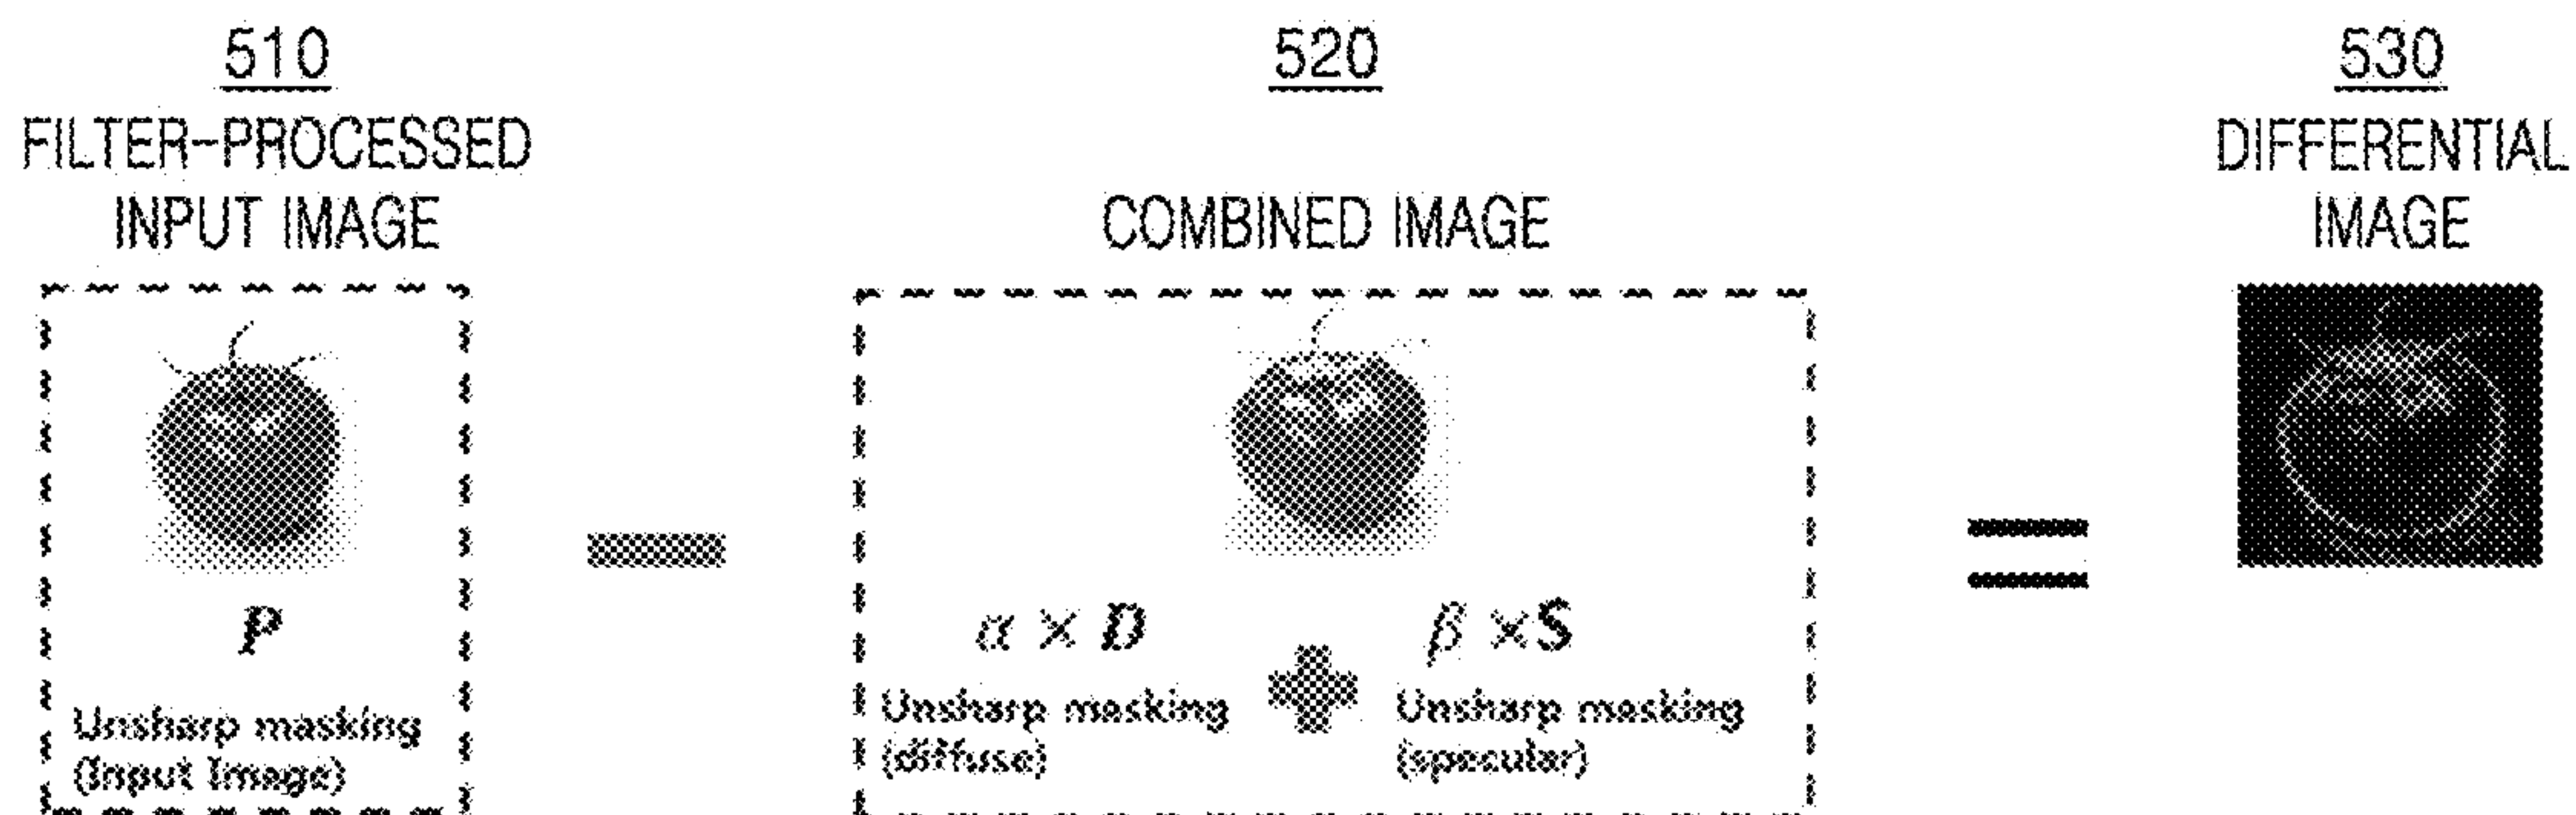 510
FILTER-PROCESSED
INPUT IMAGE
P
Unsharp masking
(Input Image)
520
COMBINED IMAGE
α × D
β × S
Unsharp masking
(diffuse)
Unsharp masking
(specular)
530
DIFFERENTIAL
IMAGE